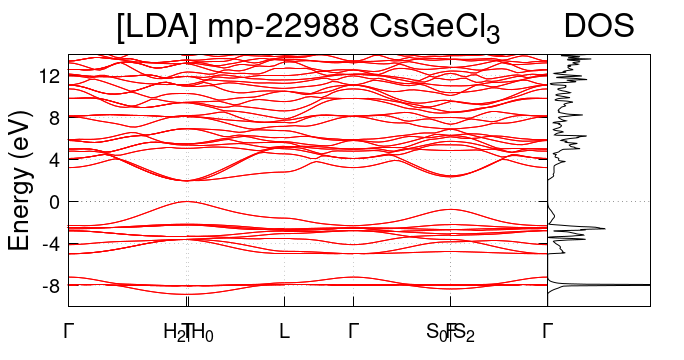 [LDA] mp-22988 CsGeCl3 DOS
Energy (eV)
12
8
4
0
-4
-8
Γ H2 T H0 L Γ S0 F S2 Γ